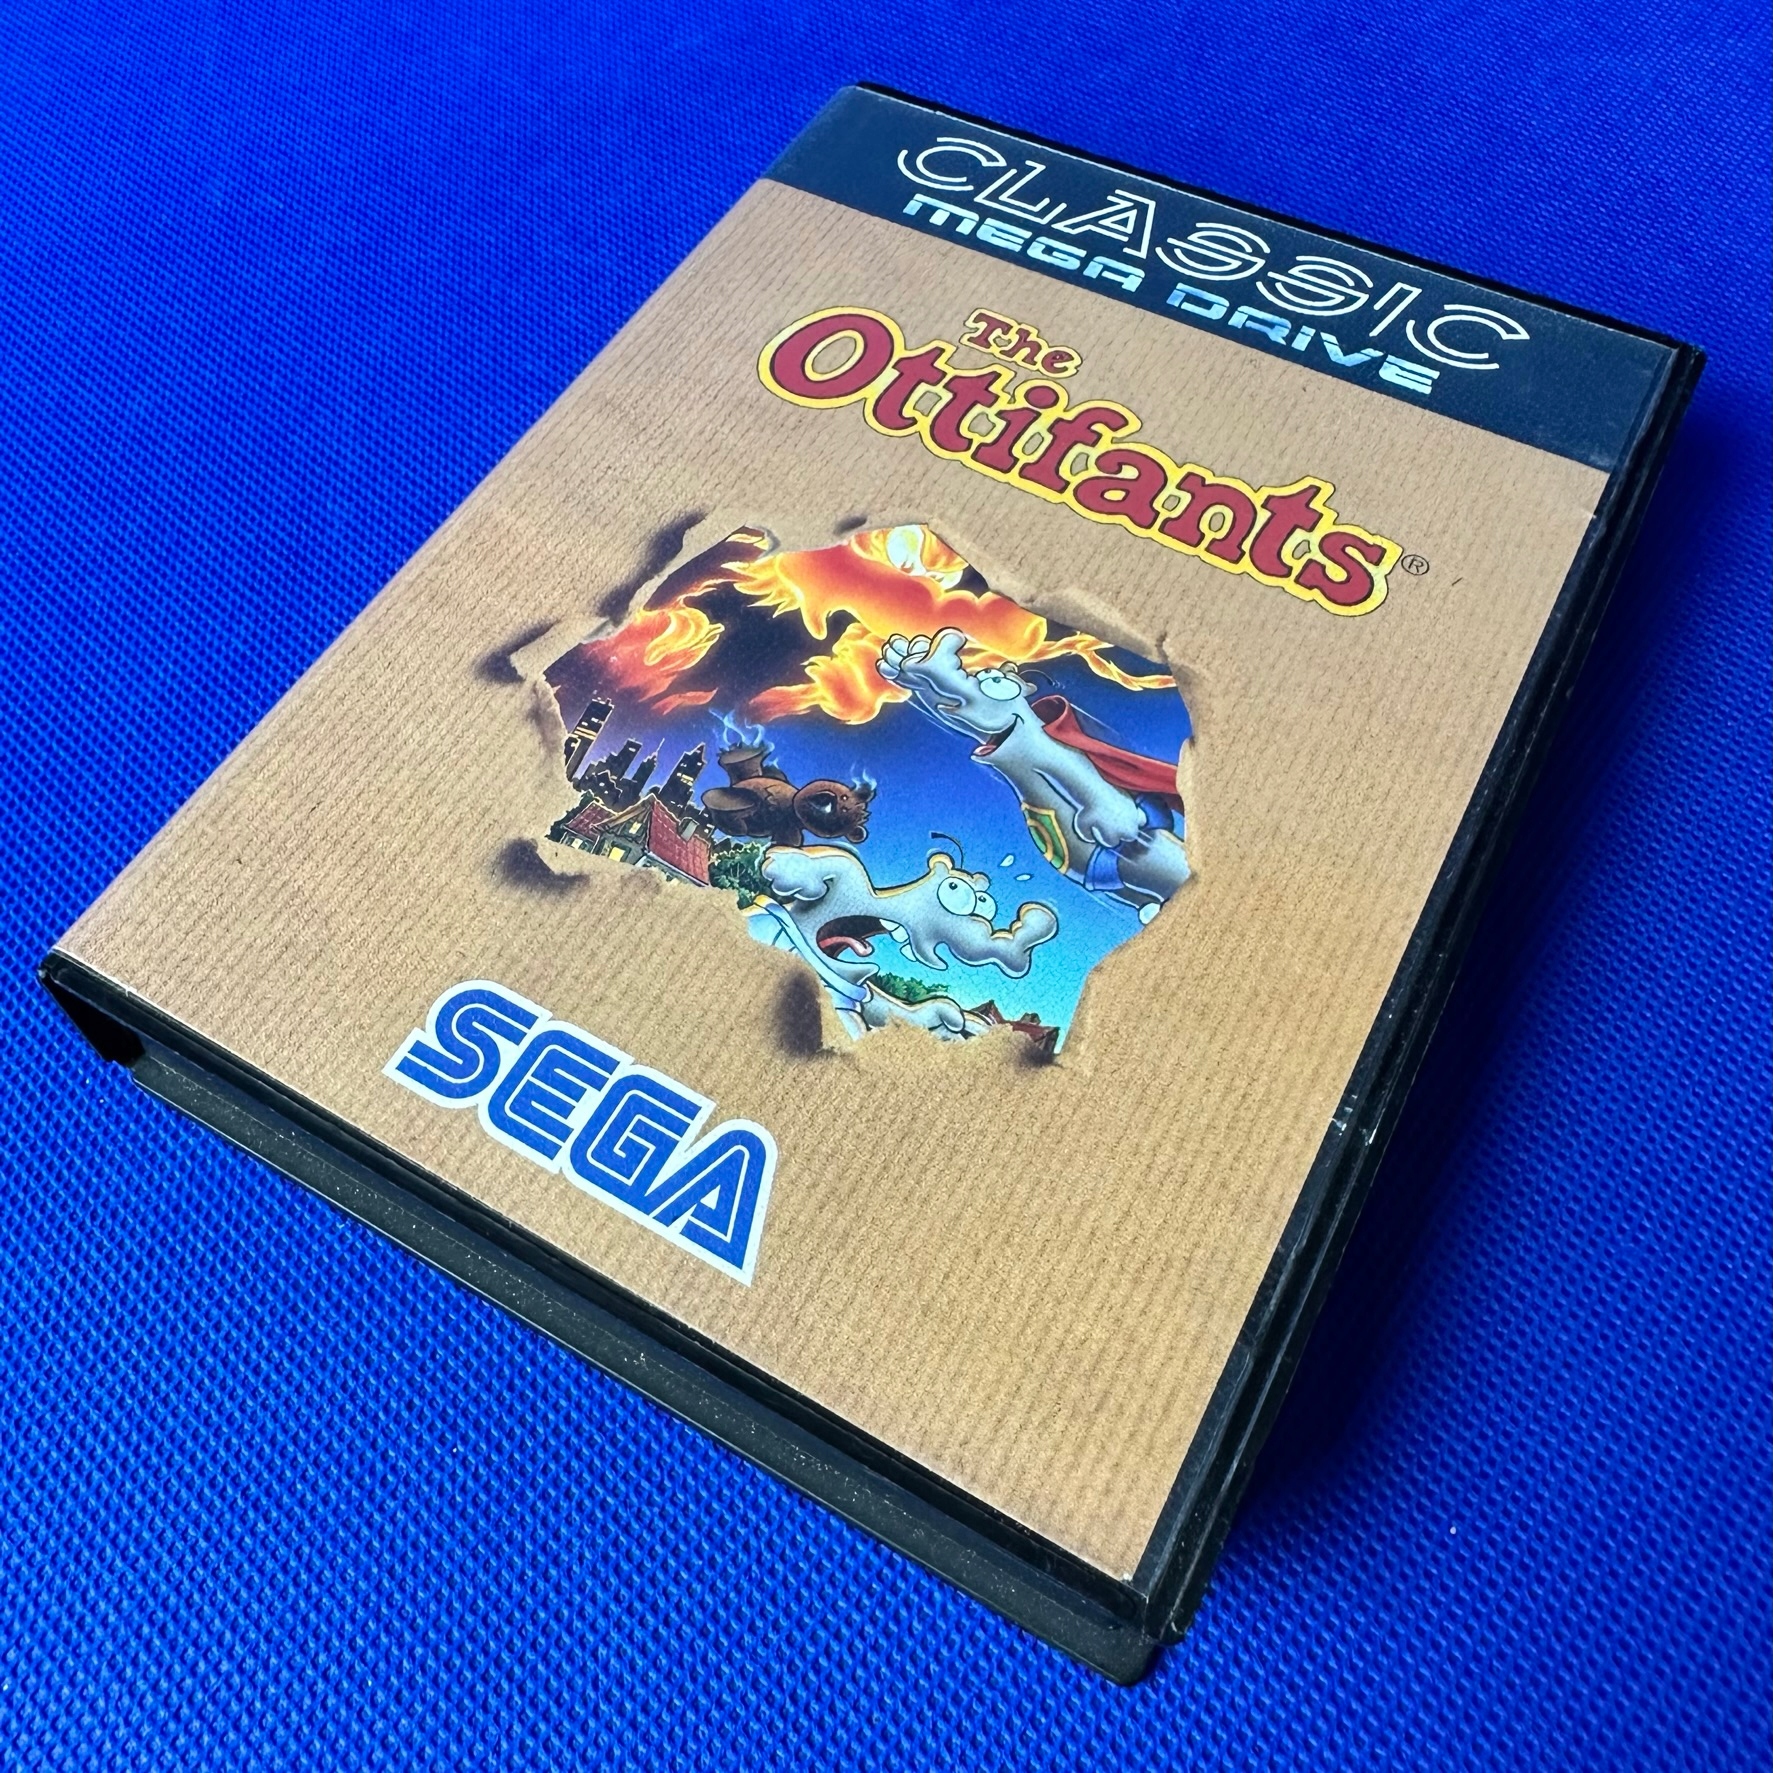 CLASSIC
MEGA DRIVE
The
Ottifants®
SEGA